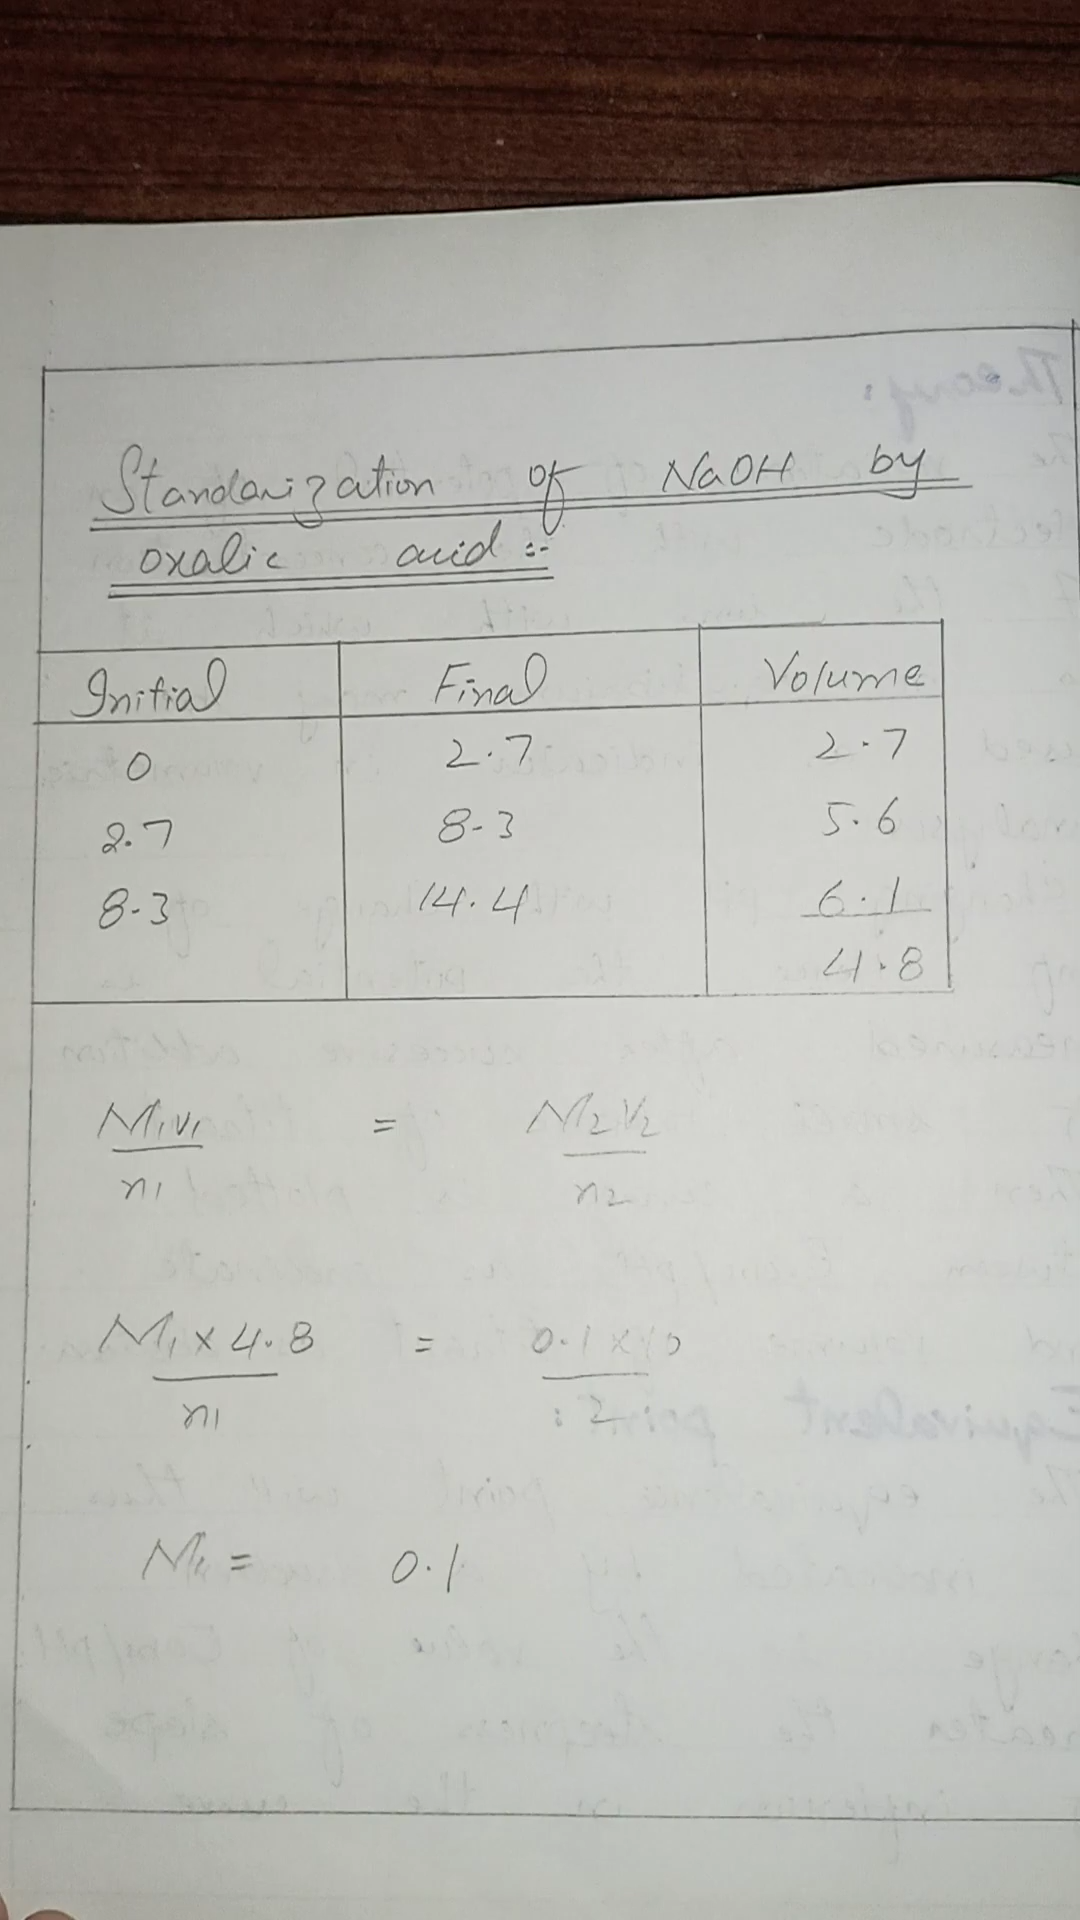 Standarization of NaOH by
oxalic acid :-
Initial Final Volume
0 2.7 2.7
2.7 8.3 5.6
8.3 14.4 6.1
4.8
M1V1 = M2V2
n1 n2
M1 x 4.8 = 0.1 x 10
n1 2
M1 = 0.1